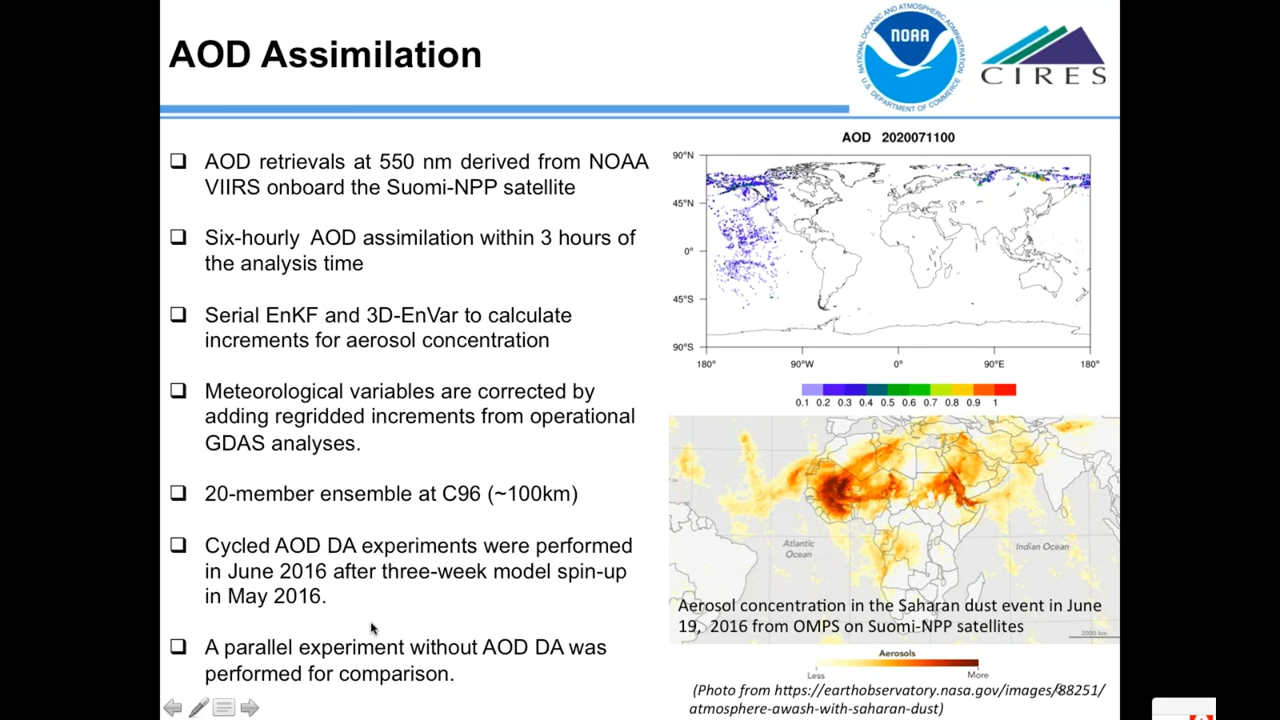 AOD Assimilation
NATIONAL OCEANIC AND ATMOSPHERIC ADMINISTRATION
NOAA
U.S. DEPARTMENT OF COMMERCE
CIRES
AOD retrievals at 550 nm derived from NOAA
VIIRS onboard the Suomi-NPP satellite
Six-hourly AOD assimilation within 3 hours of
the analysis time
Serial EnKF and 3D-EnVar to calculate
increments for aerosol concentration
Meteorological variables are corrected by
adding regridded increments from operational
GDAS analyses.
20-member ensemble at C96 (~100km)
Cycled AOD DA experiments were performed
in June 2016 after three-week model spin-up
in May 2016.
A parallel experiment without AOD DA was
performed for comparison.
AOD 2020071100
90°N
45°N
0°
45°S
90°S
180° 90°W 0° 90°E 180°
0.1 0.2 0.3 0.4 0.5 0.6 0.7 0.8 0.9 1
Atlantic
Ocean
Indian Ocean
Aerosol concentration in the Saharan dust event in June
19, 2016 from OMPS on Suomi-NPP satellites
2000 km
Aerosols
Less More
(Photo from https://earthobservatory.nasa.gov/images/88251/
atmosphere-awash-with-saharan-dust)